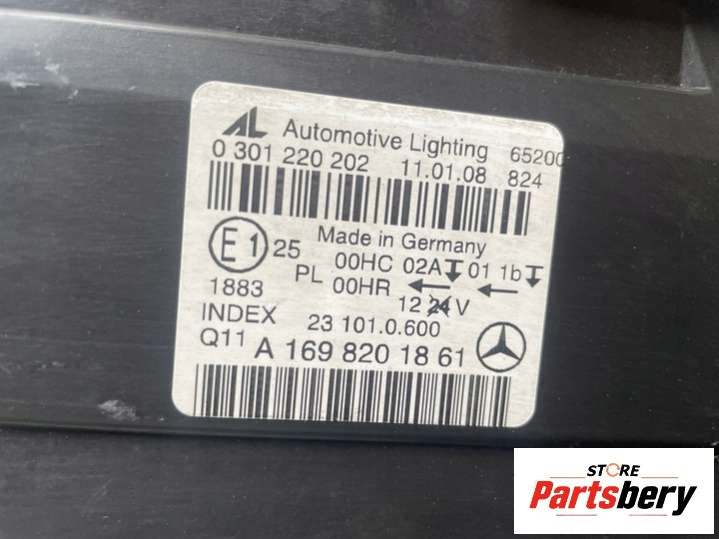 AL Automotive Lighting 65200
0 301 220 202 11.01.08 824
Made in Germany
E1 25 00HC 02A 01 1b
1883 PL 00HR ← ←
12 24 V
INDEX 23 101.0.600
Q11 A 169 820 18 61
STORE
Partsbery